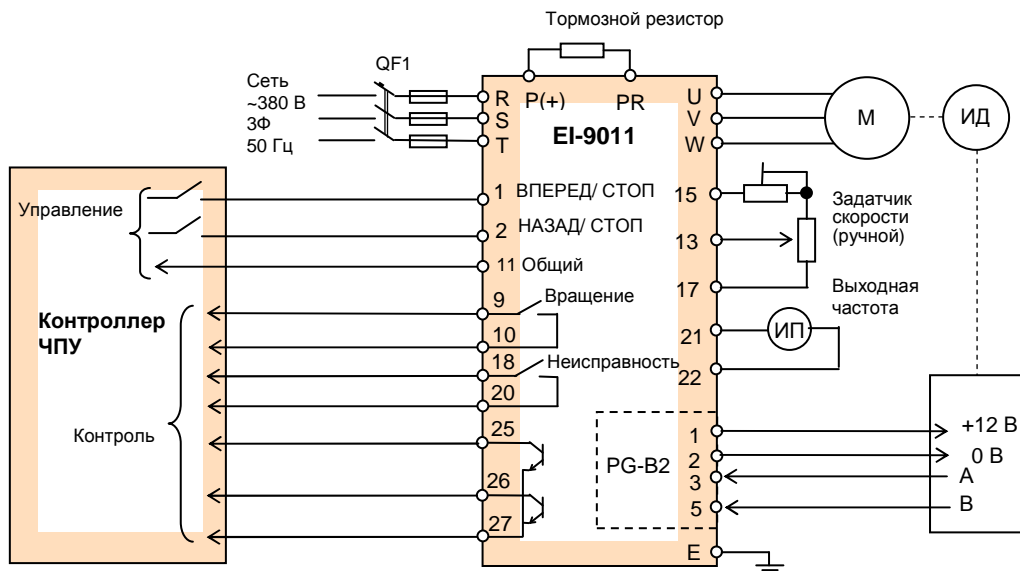 Тормозной резистор
QF1
Сеть
~380 В
3Ф
50 Гц
R
S
T
P(+)
PR
EI-9011
U
V
W
М
ИД
Управление
1
ВПЕРЕД/ СТОП
2
НАЗАД/ СТОП
11
Общий
15
13
17
Задатчик
скорости
(ручной)
Контроллер
ЧПУ
9
Вращение
10
18
Неисправность
20
Выходная
частота
21
ИП
22
Контроль
25
26
27
PG-B2
1
2
3
5
+12 В
0 В
А
В
E